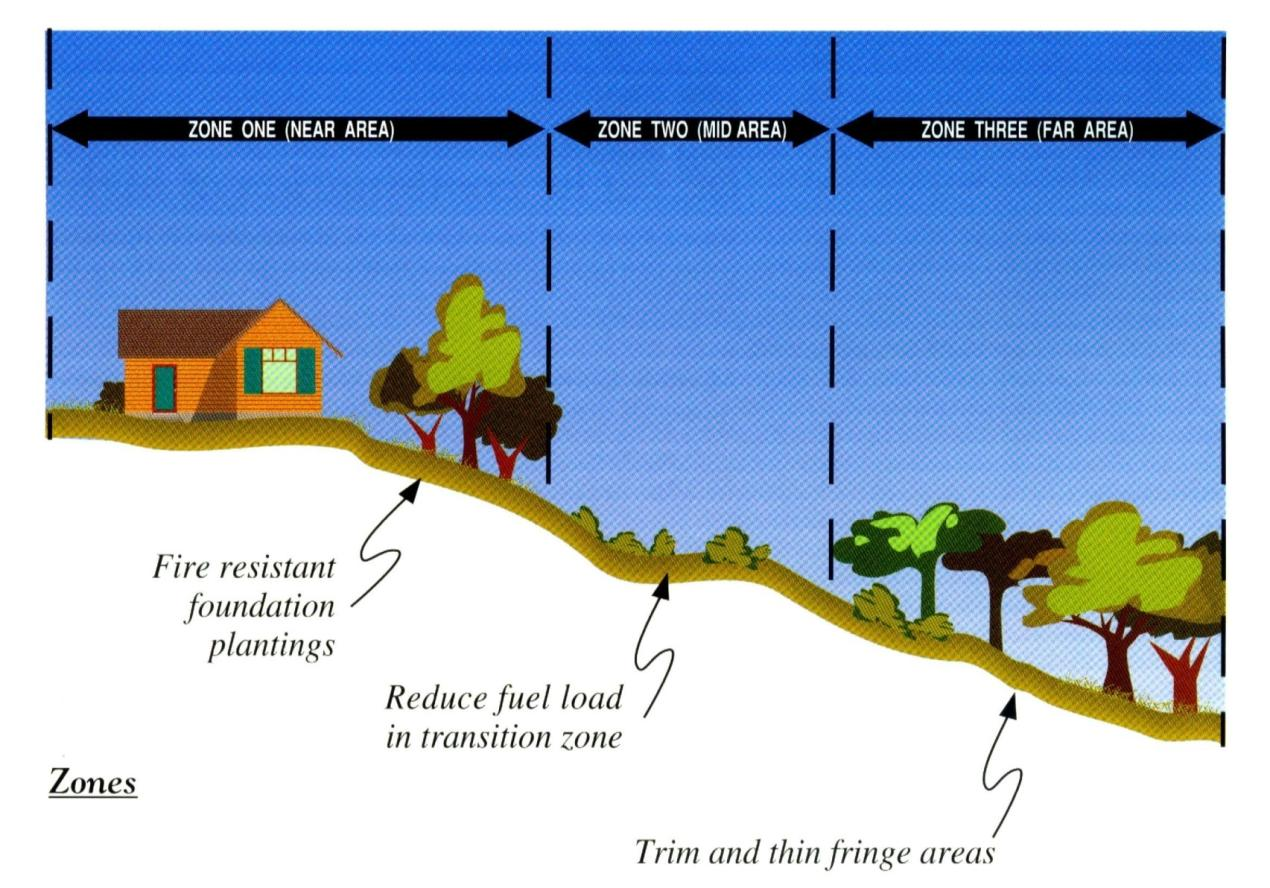 ZONE ONE (NEAR AREA)
ZONE TWO (MID AREA)
ZONE THREE (FAR AREA)
Fire resistant
foundation
plantings
Reduce fuel load
in transition zone
Zones
Trim and thin fringe areas